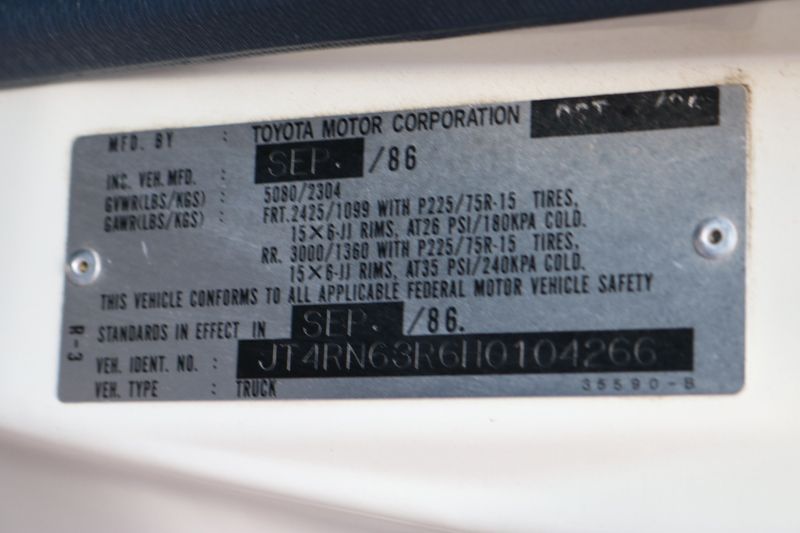 MFD. BY : TOYOTA MOTOR CORPORATION
INC. VEH. MFD. : SEP. /86
GVWR(LBS/KGS) : 5080/2304
GAWR(LBS/KGS) : FRT. 2425/1099 WITH P225/75R-15 TIRES,
15×6-JJ RIMS, AT26 PSI/180KPA COLD.
RR. 3000/1360 WITH P225/75R-15 TIRES,
15×6-JJ RIMS, AT35 PSI/240KPA COLD.
THIS VEHICLE CONFORMS TO ALL APPLICABLE FEDERAL MOTOR VEHICLE SAFETY
STANDARDS IN EFFECT IN SEP. /86.
VEH. IDENT. NO. : JT4RN63R6H0104266
VEH. TYPE : TRUCK
35590-B
R-3